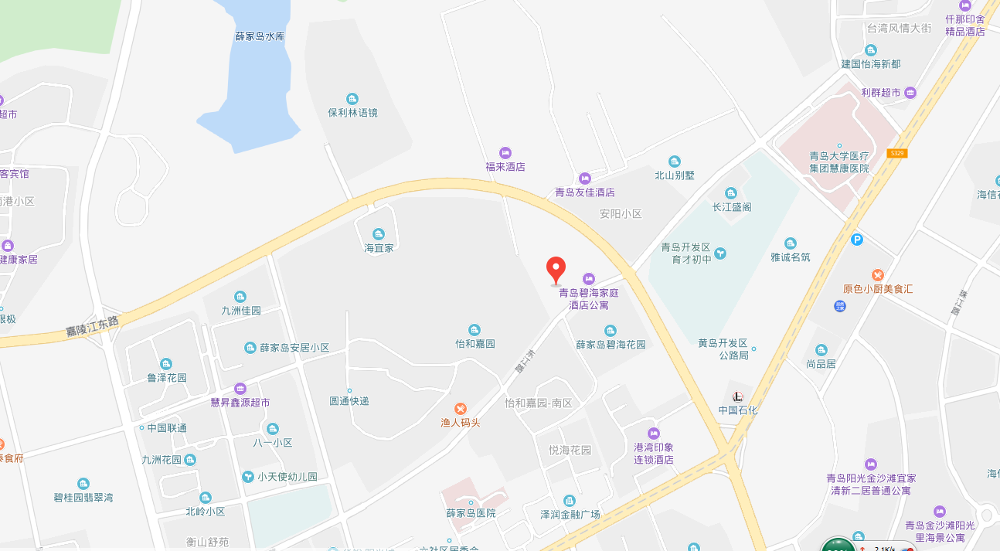 仟那印舍
精品酒店
台湾风情大街
薛家岛水库
建国怡海新都
利群超市
保利林语镜
超市
青岛大学医疗
集团慧康医院
S329
福来酒店
北山别墅
客宾馆
青岛友佳酒店
海信花
南港小区
长江盛阁
安阳小区
P
海宜家
青岛开发区
育才初中
雅诚名筑
健康家居
青岛碧海家庭
酒店公寓
原色小厨美食汇
九洲佳园
珠江路
嘉陵江东路
怡和嘉园
薛家岛碧海花园
薛家岛安居小区
黄岛开发区
公路局
尚品居
东江路
鲁泽花园
慧昇鑫源超市
圆通快递
怡和嘉园-南区
中国石化
渔人码头
中国联通
八一小区
悦海花园
港湾印象
连锁酒店
泰食府
九洲花园
小天使幼儿园
青岛阳光金沙滩宜家
清新二居普通公寓
碧桂园翡翠湾
北岭小区
薛家岛医院
泽润金融广场
青岛金沙滩阳光
里海景公寓
衡山舒苑
2.1K/s